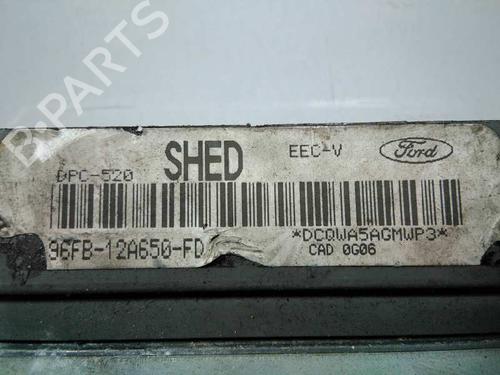 B-PARTS
SHED EEC-V Ford
DPC-520
96FB-12A650-FD *DCQWA5AGMWP3*
CAD 0G06